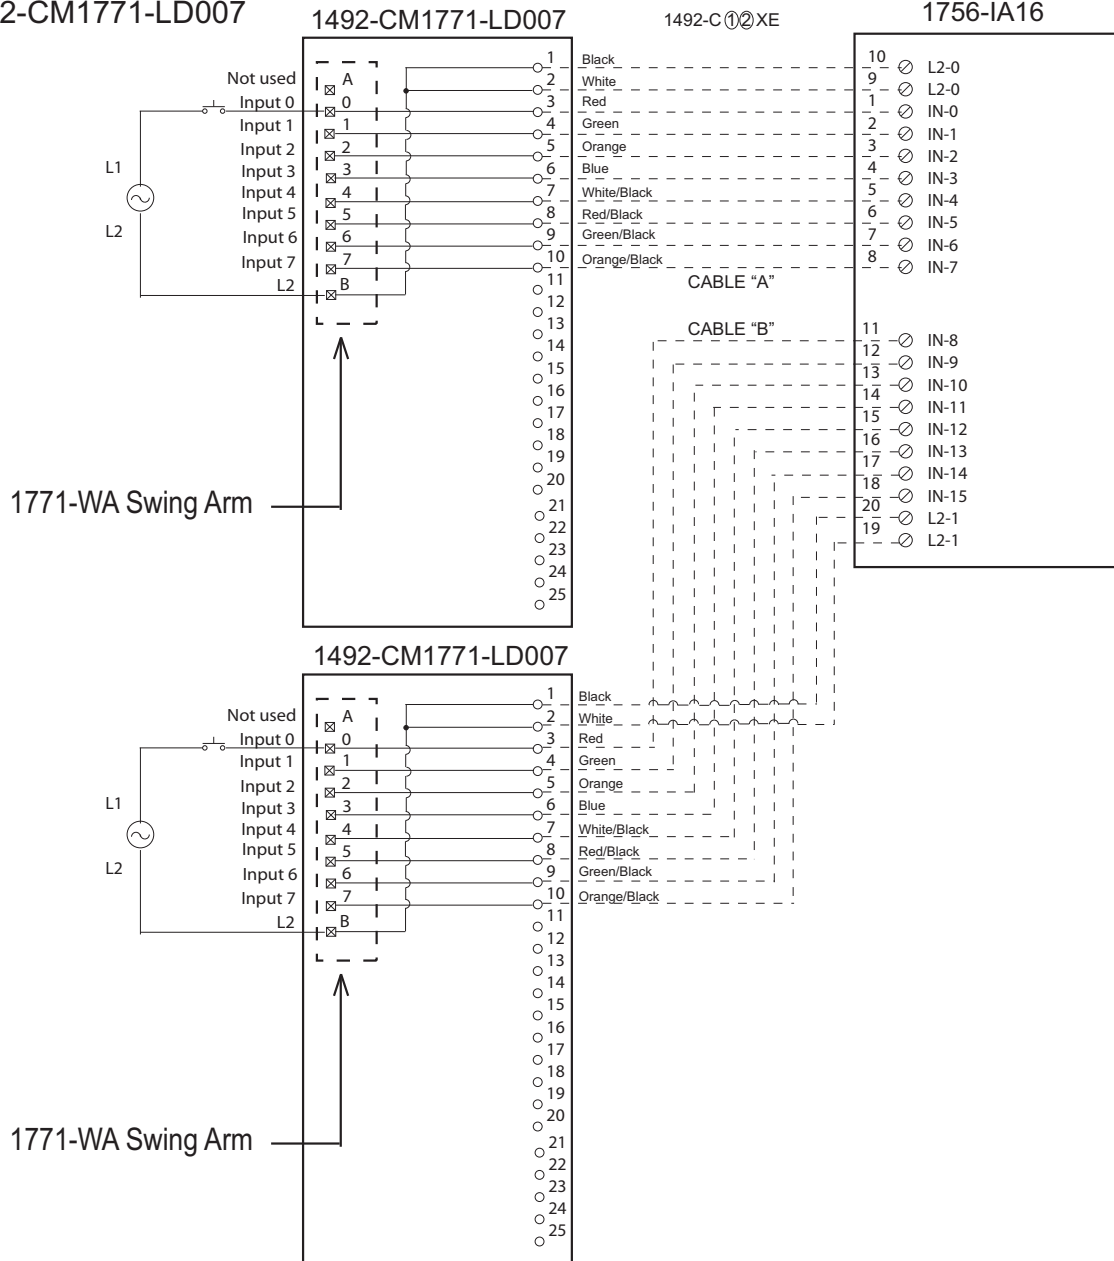 2-CM1771-LD007
1492-CM1771-LD007
1492-C①②XE
1756-IA16
Not used A
Input 0 0
Input 1 1
Input 2 2
Input 3 3
Input 4 4
Input 5 5
Input 6 6
Input 7 7
L2 B
L1
L2
1 Black 10 L2-0
2 White 9 L2-0
3 Red 1 IN-0
4 Green 2 IN-1
5 Orange 3 IN-2
6 Blue 4 IN-3
7 White/Black 5 IN-4
8 Red/Black 6 IN-5
9 Green/Black 7 IN-6
10 Orange/Black 8 IN-7
11
12
13
14
15
16
17
18
19
20
21
22
23
24
25
CABLE “A”
CABLE “B”
11 IN-8
12 IN-9
13 IN-10
14 IN-11
15 IN-12
16 IN-13
17 IN-14
18 IN-15
20 L2-1
19 L2-1
1771-WA Swing Arm
1492-CM1771-LD007
Not used A
Input 0 0
Input 1 1
Input 2 2
Input 3 3
Input 4 4
Input 5 5
Input 6 6
Input 7 7
L2 B
L1
L2
1 Black
2 White
3 Red
4 Green
5 Orange
6 Blue
7 White/Black
8 Red/Black
9 Green/Black
10 Orange/Black
11
12
13
14
15
16
17
18
19
20
21
22
23
24
25
1771-WA Swing Arm